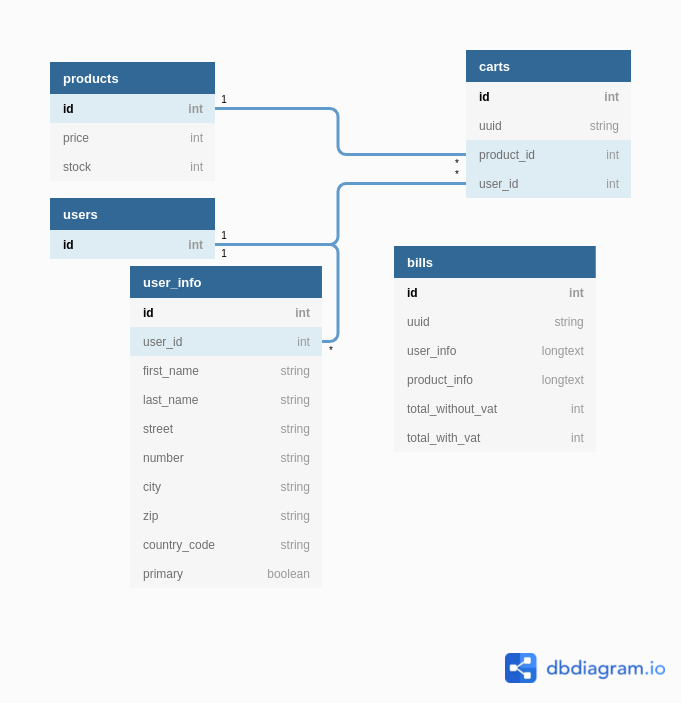 products
id int
price int
stock int
1
users
id int
1
1
user_info
id int
user_id int
*
first_name string
last_name string
street string
number string
city string
zip string
country_code string
primary boolean
carts
id int
uuid string
product_id int
*
*
user_id int
bills
id int
uuid string
user_info longtext
product_info longtext
total_without_vat int
total_with_vat int
dbdiagram.io